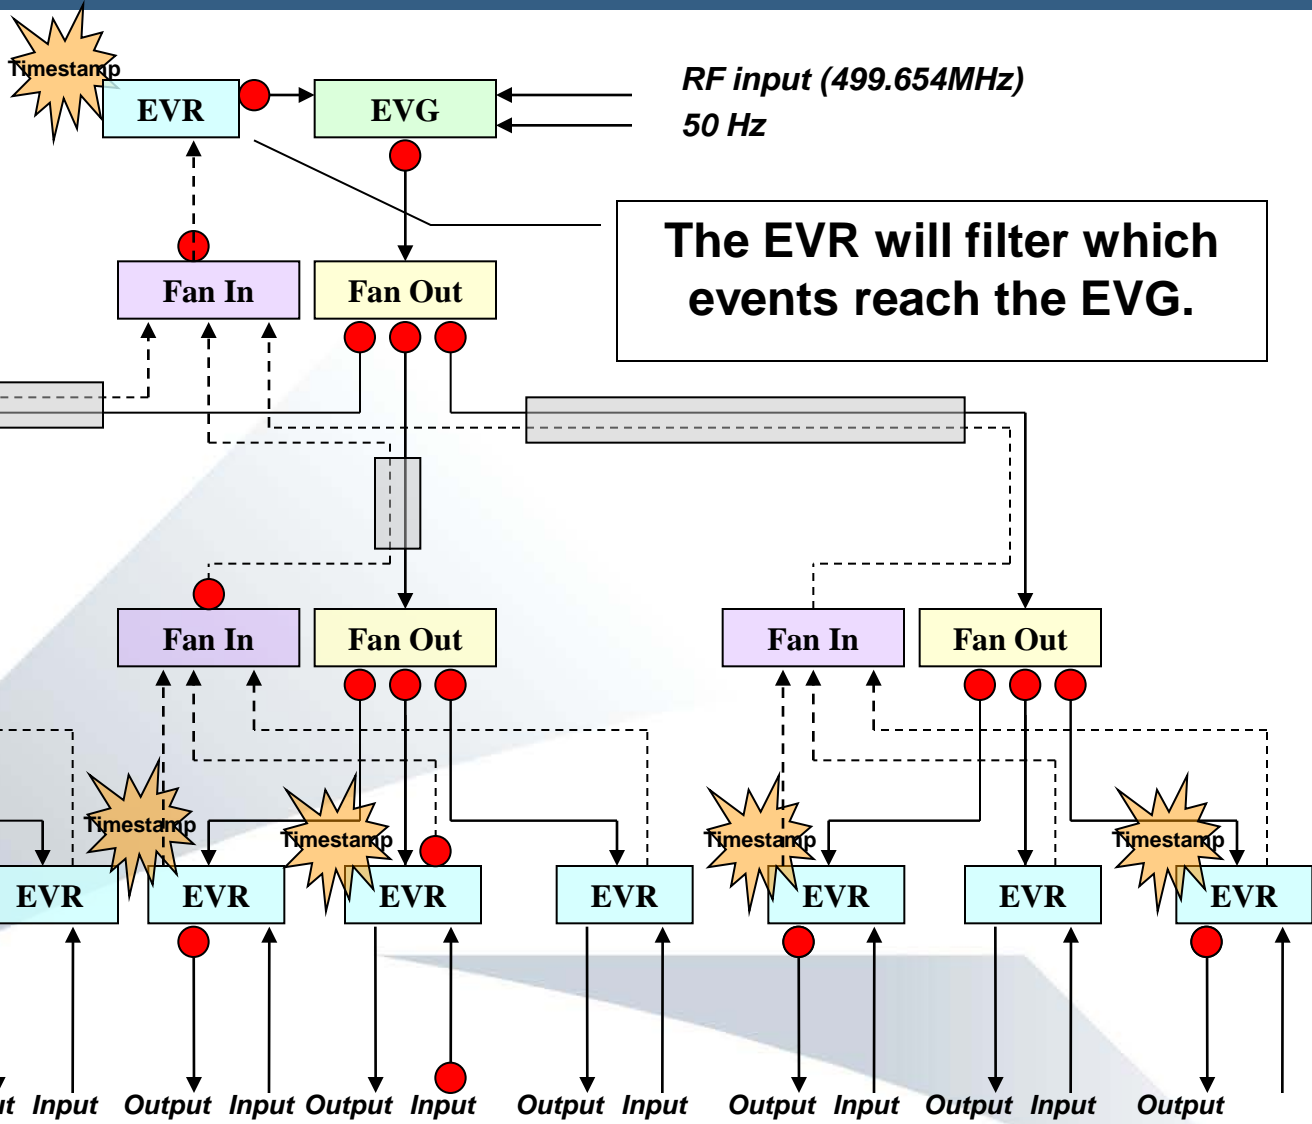 Timestamp
EVR
EVG
RF input (499.654MHz)
50 Hz
The EVR will filter which
events reach the EVG.
Fan In
Fan Out
Fan In
Fan Out
Fan In
Fan Out
Timestamp
Timestamp
Timestamp
Timestamp
EVR
EVR
EVR
EVR
EVR
EVR
EVR
Input
Output
Input
Output
Input
Output
Input
Output
Input
Output
Input
Output